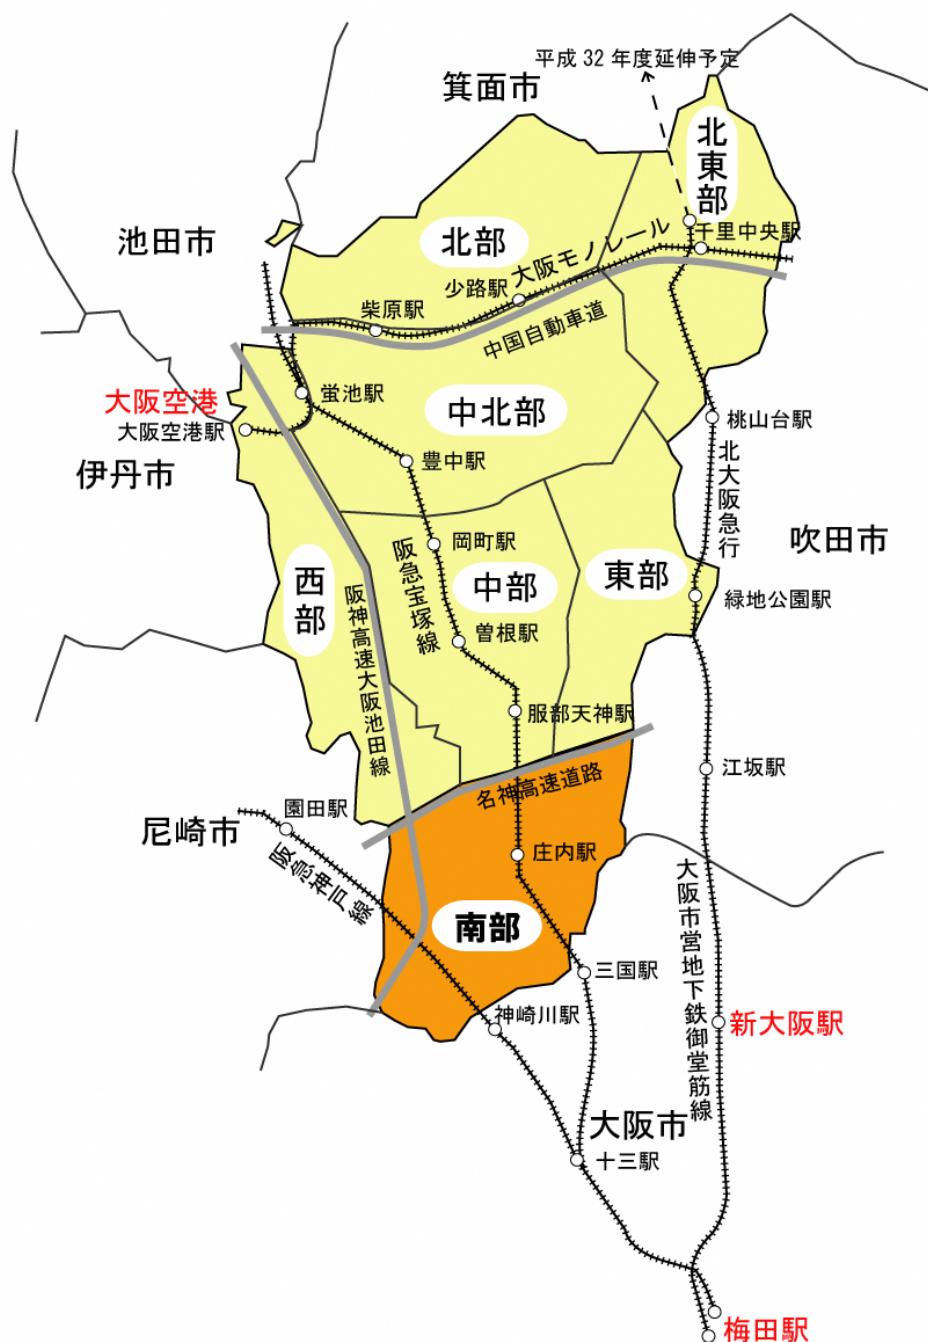 平成32年度延伸予定
箕面市
北東部
池田市
北部
千里中央駅
大阪モノレール
少路駅
柴原駅
中国自動車道
大阪空港
蛍池駅
中北部
大阪空港駅
桃山台駅
伊丹市
豊中駅
北大阪急行
吹田市
岡町駅
阪急宝塚線
西部
中部
東部
阪神高速大阪池田線
緑地公園駅
曽根駅
服部天神駅
江坂駅
名神高速道路
園田駅
尼崎市
阪急神戸線
庄内駅
大阪市営地下鉄御堂筋線
南部
三国駅
神崎川駅
新大阪駅
大阪市
十三駅
梅田駅